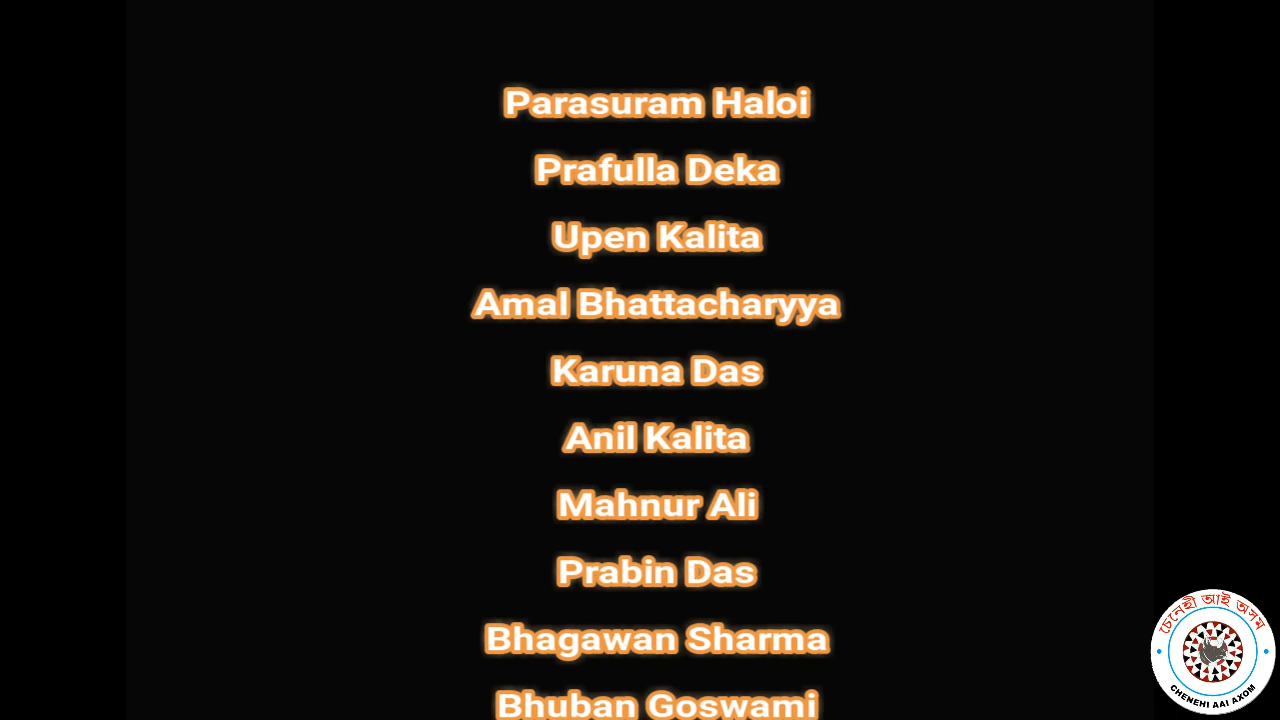 Parasuram Haloi
Prafulla Deka
Upen Kalita
Amal Bhattacharyya
Karuna Das
Anil Kalita
Mahnur Ali
Prabin Das
Bhagawan Sharma
Bhuban Goswami
চেনেহী আই অসম
CHENEHI AAI AXOM